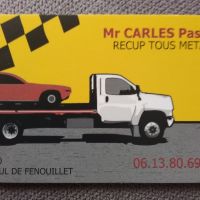 Mr CARLES Pas
RECUP TOUS MET
06.13.80.69
UL DE FENOUILLET